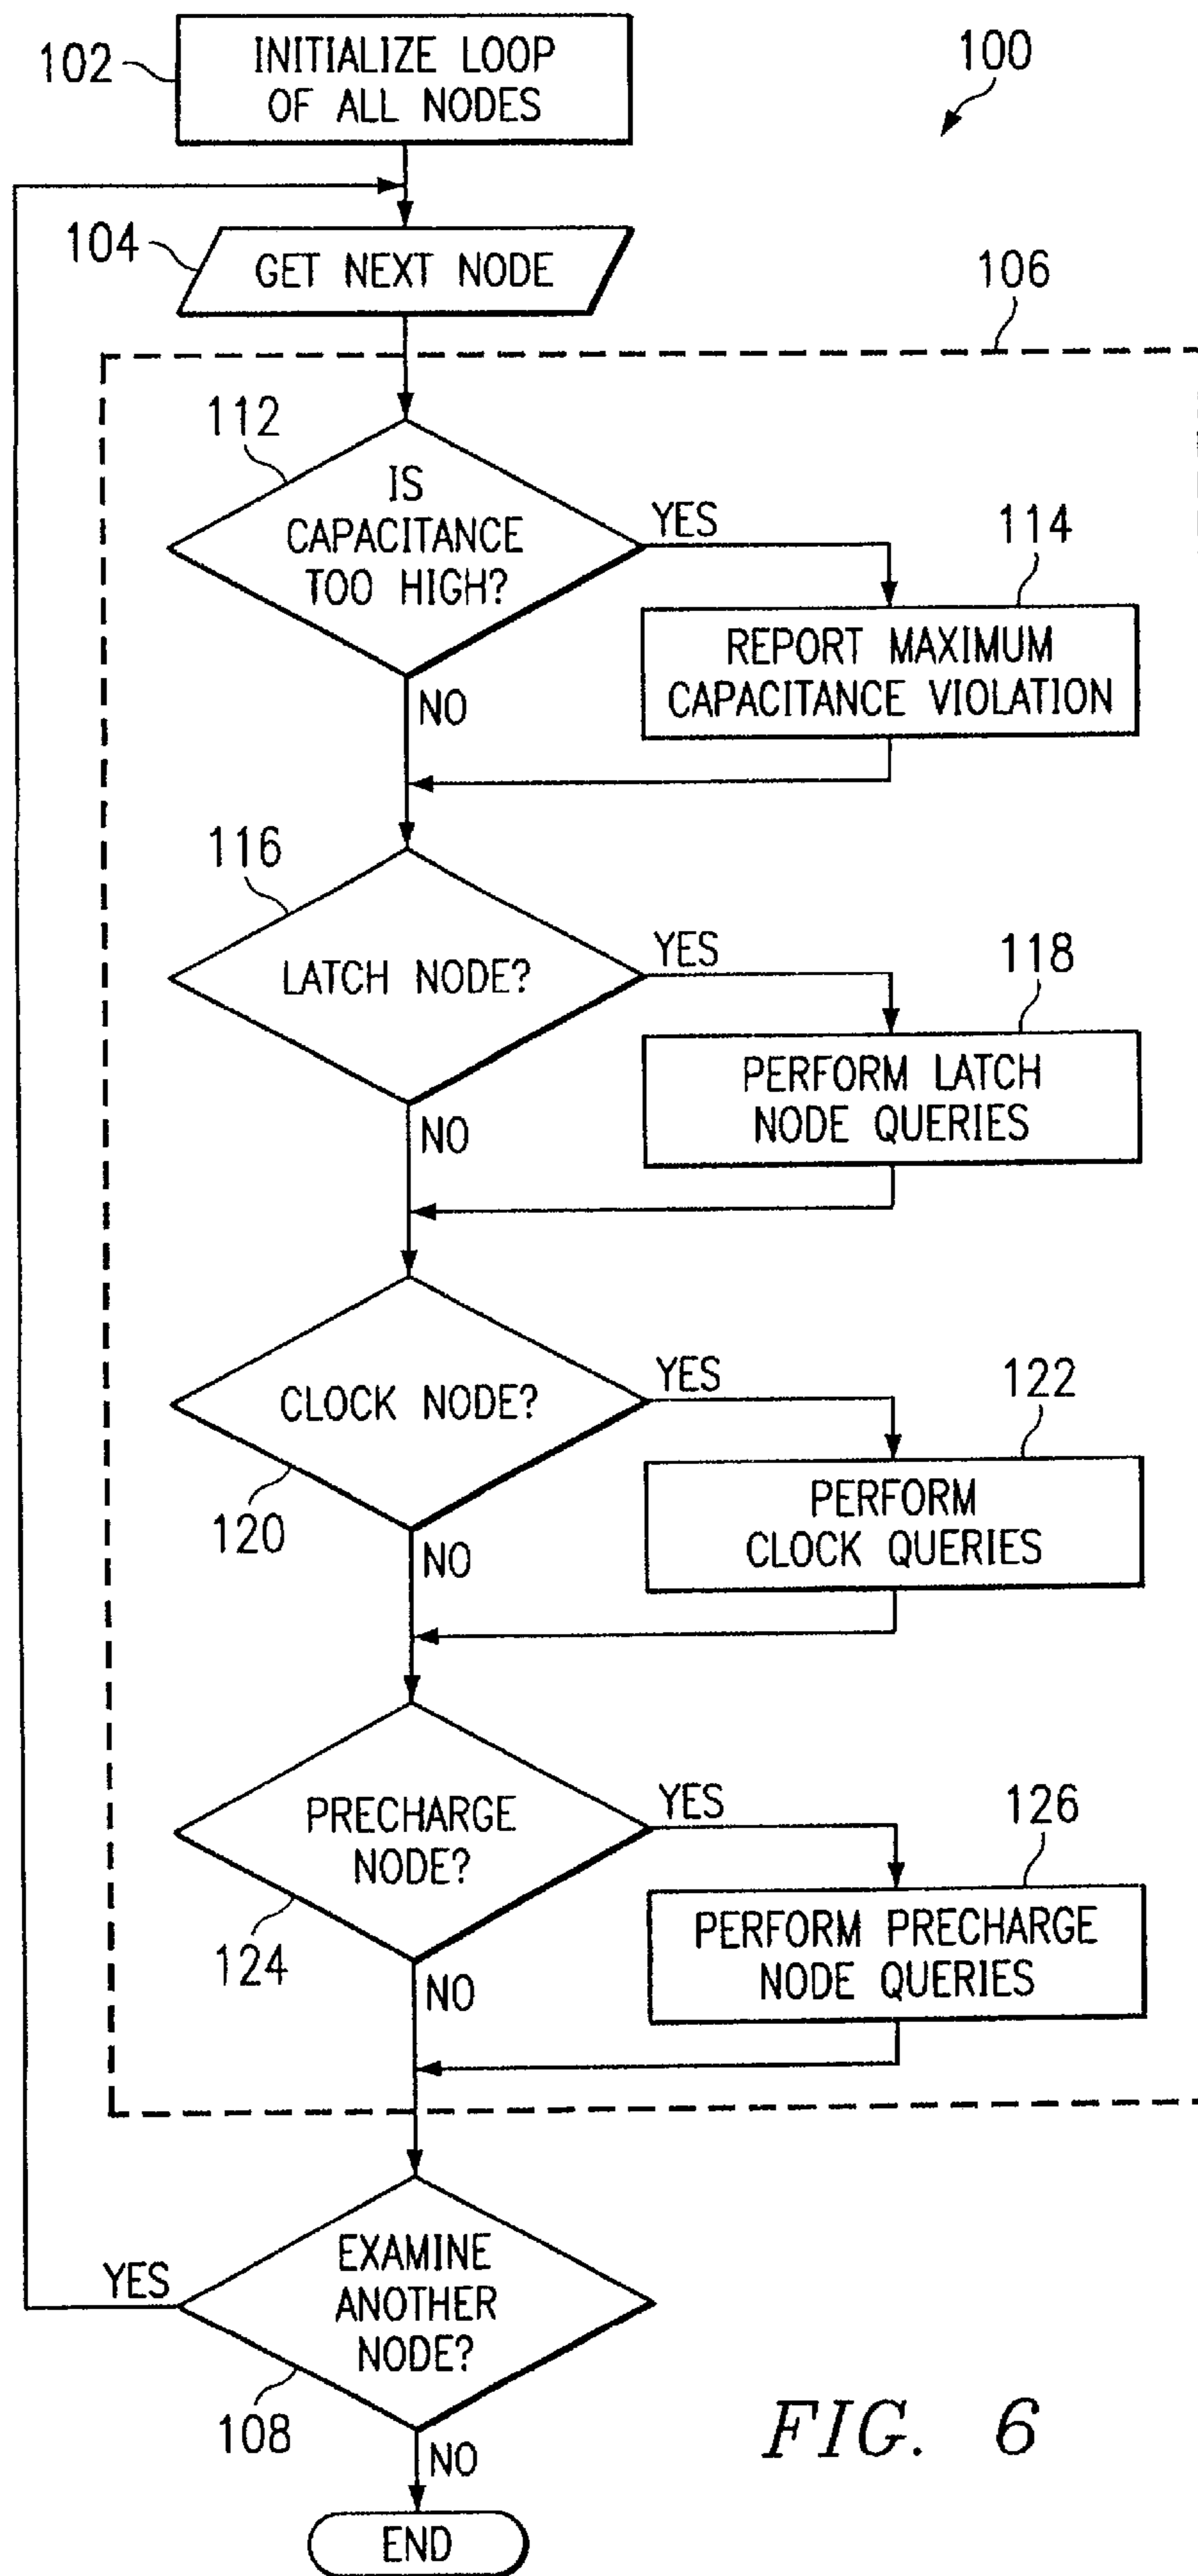 102
INITIALIZE LOOP
OF ALL NODES
100
104
GET NEXT NODE
106
112
IS
CAPACITANCE
TOO HIGH?
YES
114
REPORT MAXIMUM
CAPACITANCE VIOLATION
NO
116
LATCH NODE?
YES
118
PERFORM LATCH
NODE QUERIES
NO
CLOCK NODE?
YES
122
120
PERFORM
CLOCK QUERIES
NO
PRECHARGE
NODE?
YES
126
124
PERFORM PRECHARGE
NODE QUERIES
NO
EXAMINE
ANOTHER
NODE?
YES
108
NO
FIG. 6
END